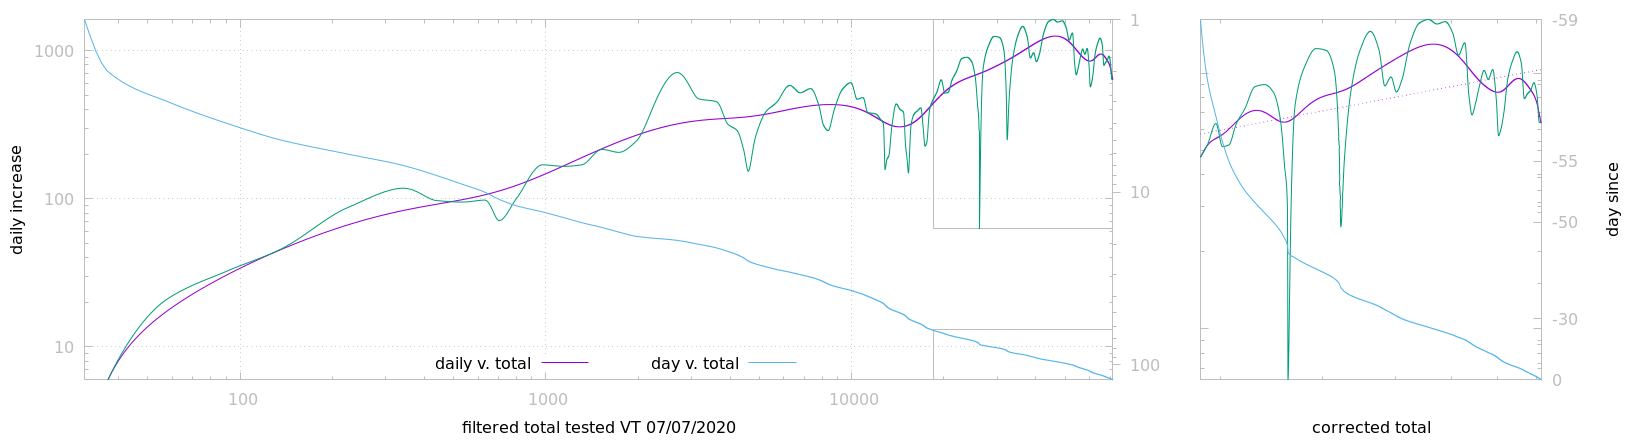 1000
100
10
daily increase
100
1000
10000
1
10
100
daily v. total
day v. total
filtered total tested VT 07/07/2020
-59
-55
-50
-30
0
day since
corrected total